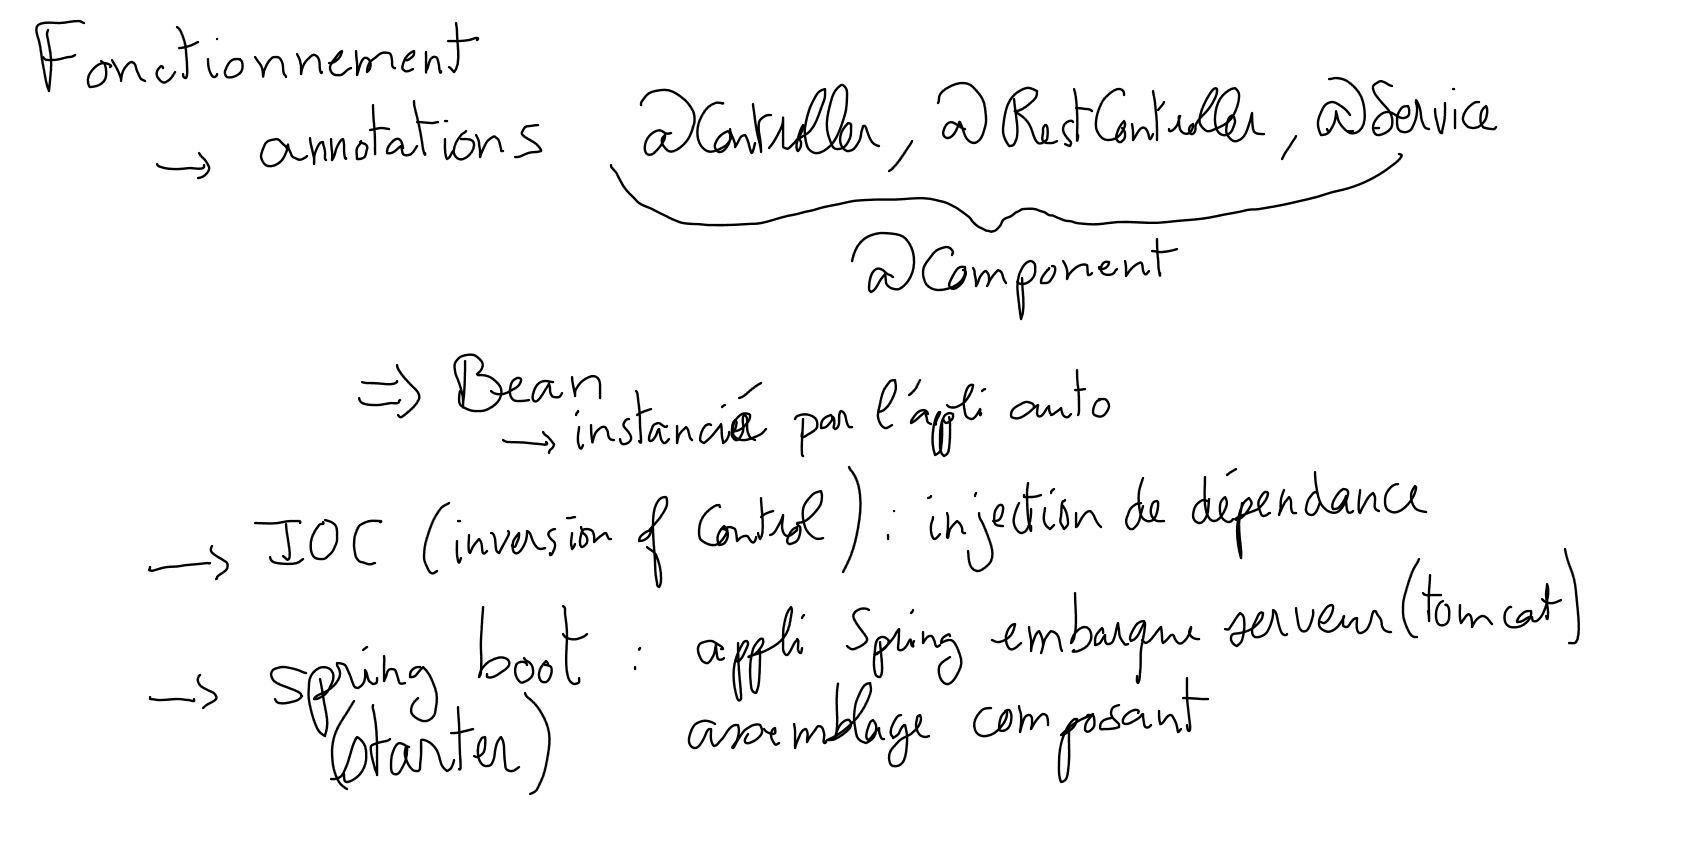 Fonctionnement
→ annotations @Controller, @RestController, @Service
@Component
⇒ Bean
→ instancié par l'appli auto
→ IOC (inversion of Control) : injection de dépendance
→ spring boot : appli Spring embarque serveur (tomcat)
(starter) assemblage composant